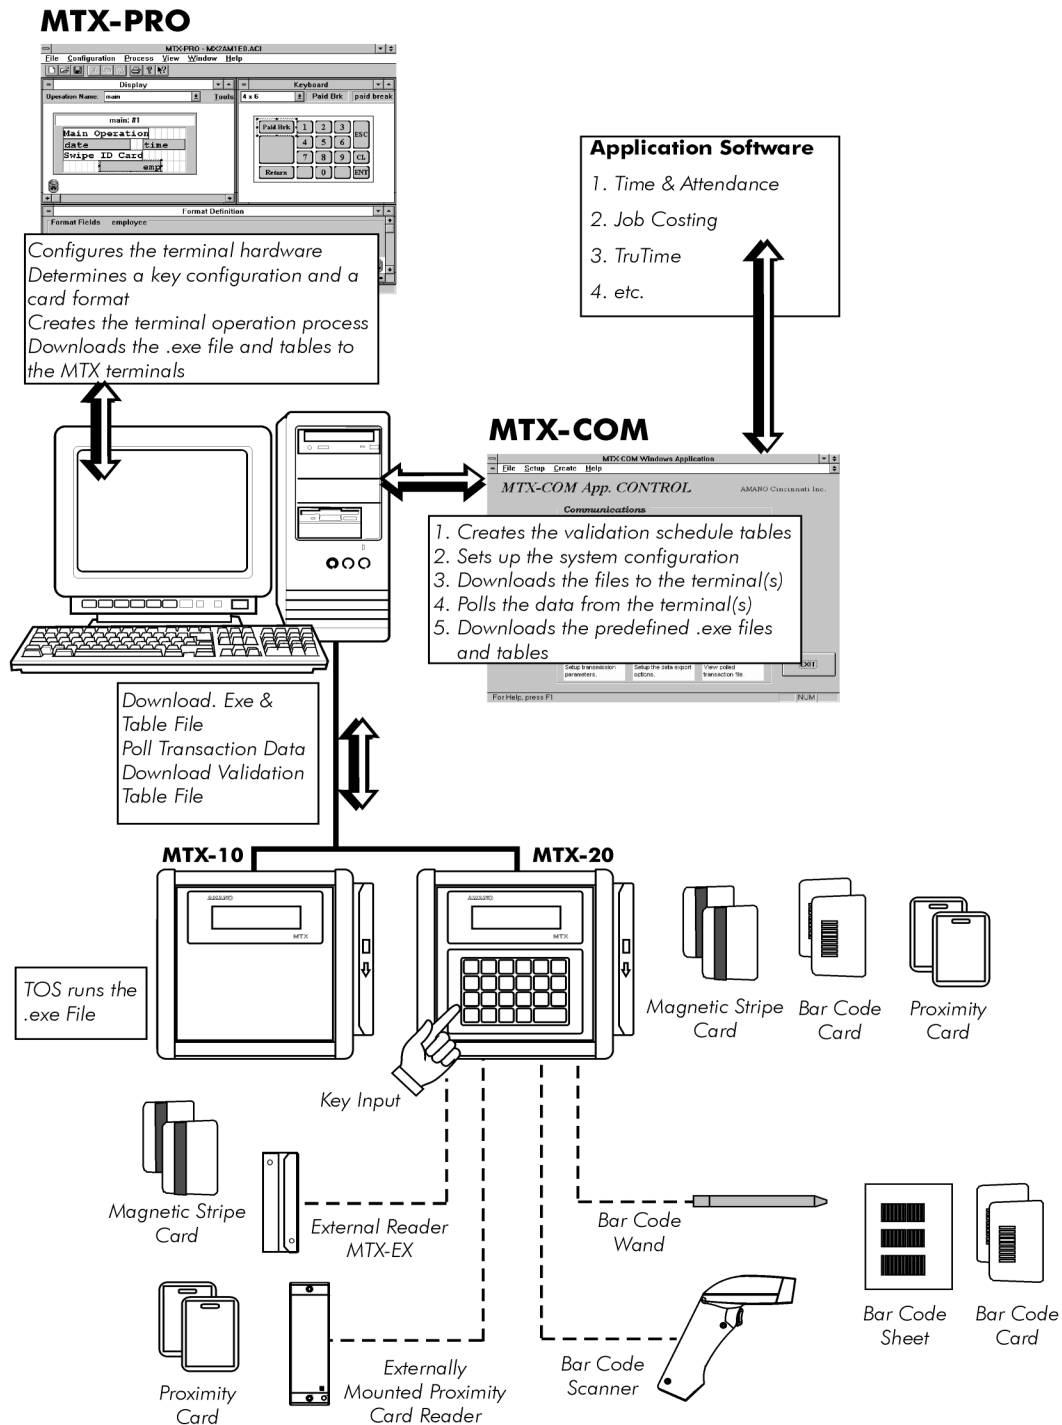 MTX-PRO
MTX-PRO - MX2AM1E0.ACI
File Configuration Process View Window Help
Display
Operation Name: main Tools
main: #1
Main Operation
date time
Swipe ID Card
emp
Keyboard
4 x 6 Paid Brk paid break
Paid Brk 1 2 3 ESC
4 5 6
7 8 9 CL
Return 0 ENT
Format Definition
Format Fields employee
Configures the terminal hardware
Determines a key configuration and a
card format
Creates the terminal operation process
Downloads the .exe file and tables to
the MTX terminals
Application Software
1. Time & Attendance
2. Job Costing
3. TruTime
4. etc.
MTX-COM
MTX-COM Windows Application
File Setup Create Help
MTX-COM App. CONTROL
AMANO Cincinnati Inc.
Communications
1. Creates the validation schedule tables
2. Sets up the system configuration
3. Downloads the files to the terminal(s)
4. Polls the data from the terminal(s)
5. Downloads the predefined .exe files
and tables
Setup transmission
parameters.
Setup the data export
options.
View polled
transaction file.
EXIT
For Help, press F1
NUM
Download. Exe &
Table File
Poll Transaction Data
Download Validation
Table File
MTX-10
MTX-20
AMANO
MTX
AMANO
MTX
TOS runs the
.exe File
Key Input
Magnetic Stripe
Card
Bar Code
Card
Proximity
Card
Magnetic Stripe
Card
External Reader
MTX-EX
Bar Code
Wand
Bar Code
Sheet
Bar Code
Card
Proximity
Card
Externally
Mounted Proximity
Card Reader
Bar Code
Scanner